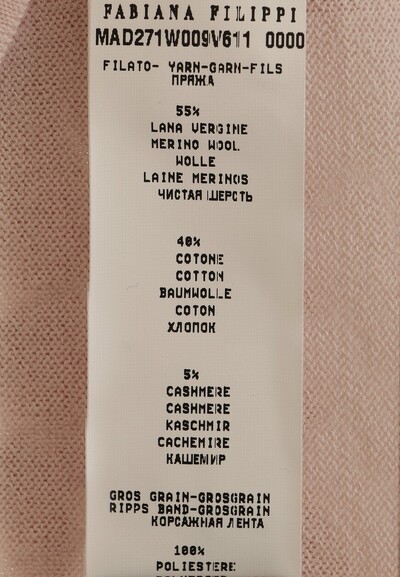 FABIANA FILIPPI
MAD271W009V611 0000
FILATO- YARN-GARN-FILS
ПРЯЖА
55%
LANA VERGINE
MERINO WOOL
WOLLE
LAINE MERINOS
ЧИСТАЯ ШЕРСТЬ
40%
COTONE
COTTON
BAUMWOLLE
COTON
ХЛОПОК
5%
CASHMERE
CASHMERE
KASCHMIR
CACHEMIRE
КАШЕМИР
GROS GRAIN-GROSGRAIN
RIPPS BAND-GROSGRAIN
КОРСАЖНАЯ ЛЕНТА
100%
POLIESTERE